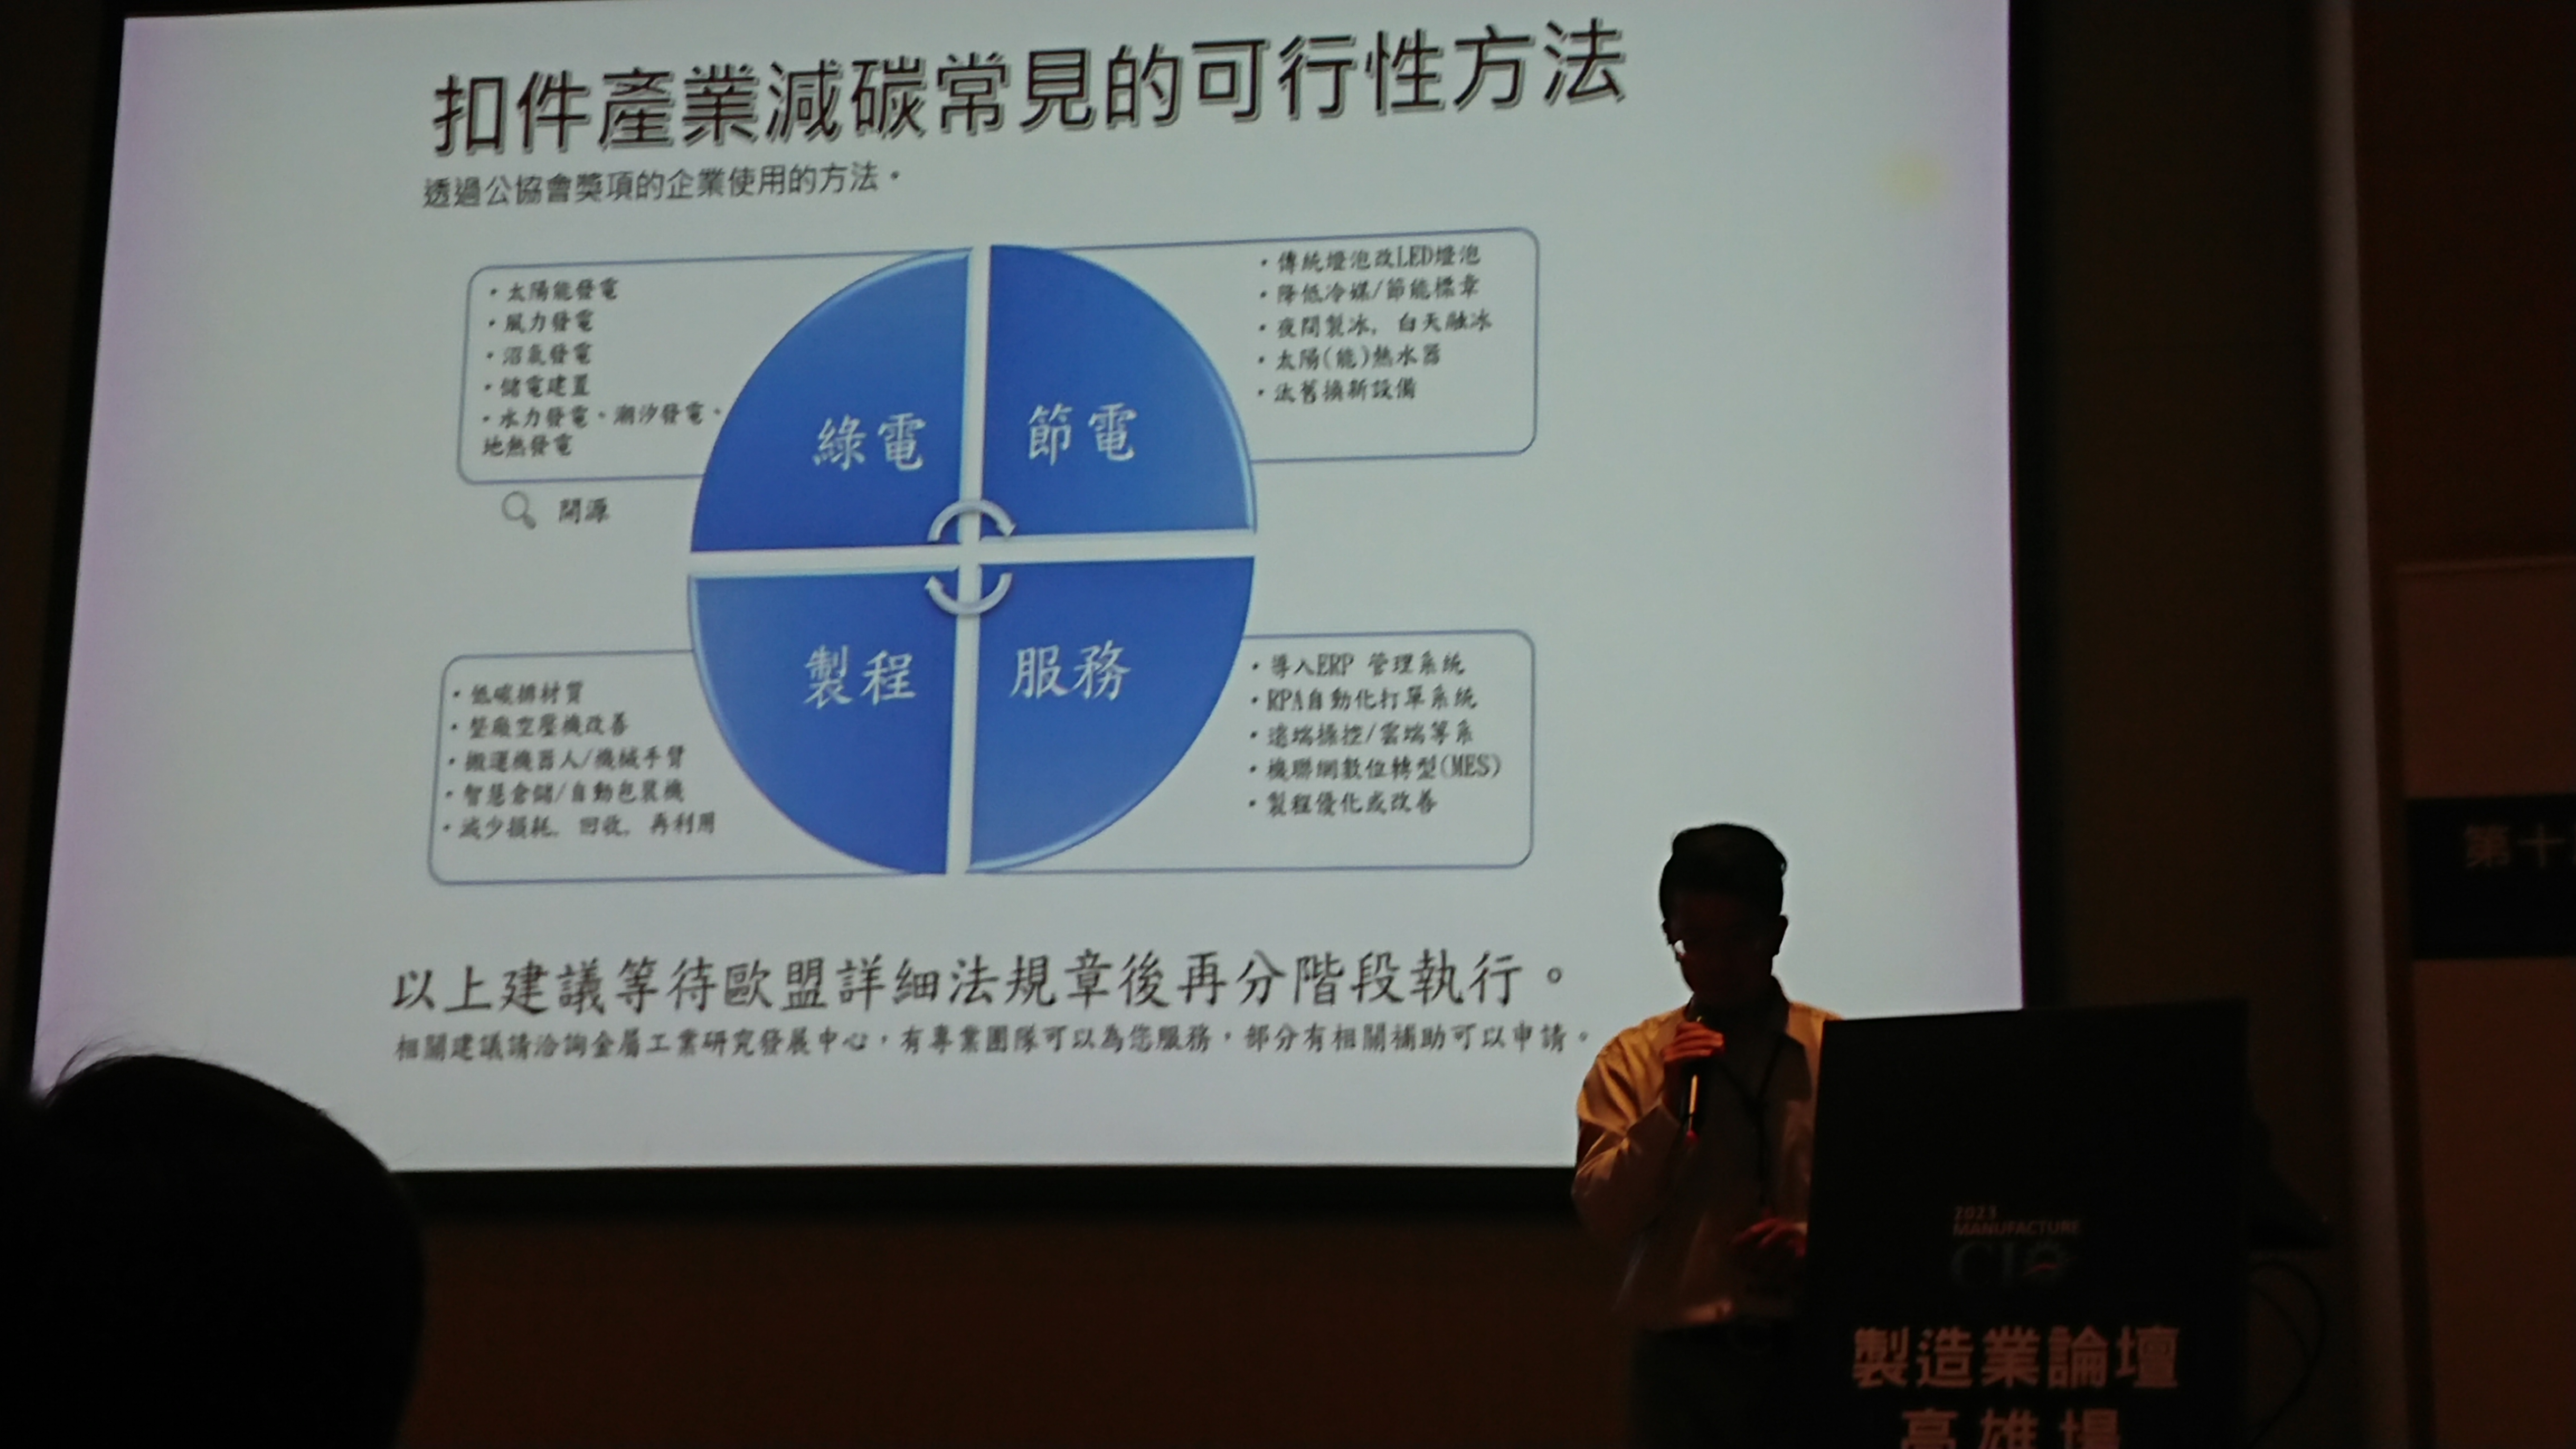 扣件產業減碳常見的可行性方法
透過公協會獎項的企業使用的方法。
・太陽能發電
・風力發電
・沼氣發電
・儲電建置
・水力發電、潮汐發電、
地熱發電
開源
綠電
節電
・傳統燈泡改LED燈泡
・降低冷媒/節能標章
・夜間製冰, 白天融冰
・太陽(能)熱水器
・汰舊換新設備
製程
服務
・低碳排材質
・整廠空壓機改善
・搬運機器人/機械手臂
・智慧倉儲/自動包裝機
・減少損耗, 回收, 再利用
・導入ERP 管理系統
・RPA自動化打單系統
・遠端操控/雲端等系
・機聯網數位轉型(MES)
・製程優化或改善
以上建議等待歐盟詳細法規章後再分階段執行。
相關建議請洽詢金屬工業研究發展中心，有專業團隊可以為您服務，部分有相關補助可以申請。
第十
2023
MANUFACTURE
CIO
製造業論壇
高雄場